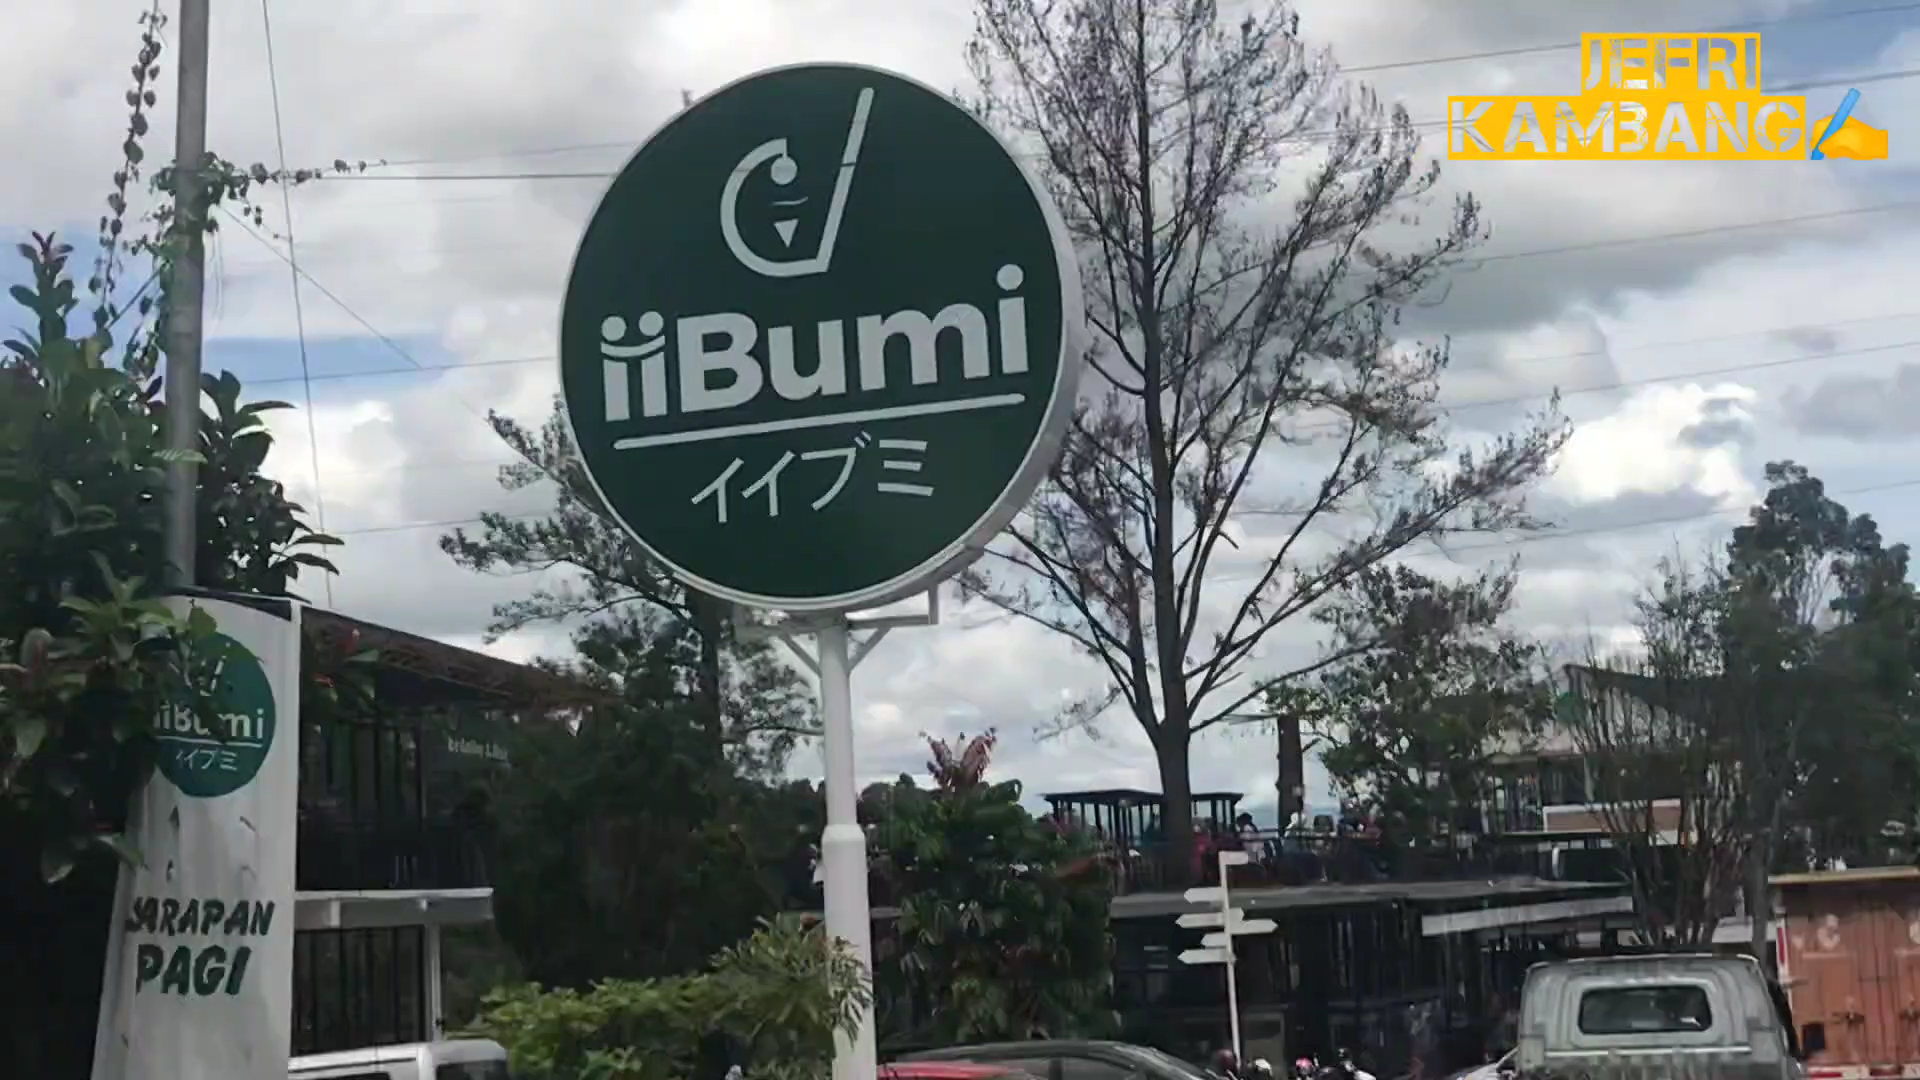 JEFRI
KAMBANG
iiBumi
イイブミ
iiBumi
イイブミ
SARAPAN
PAGI